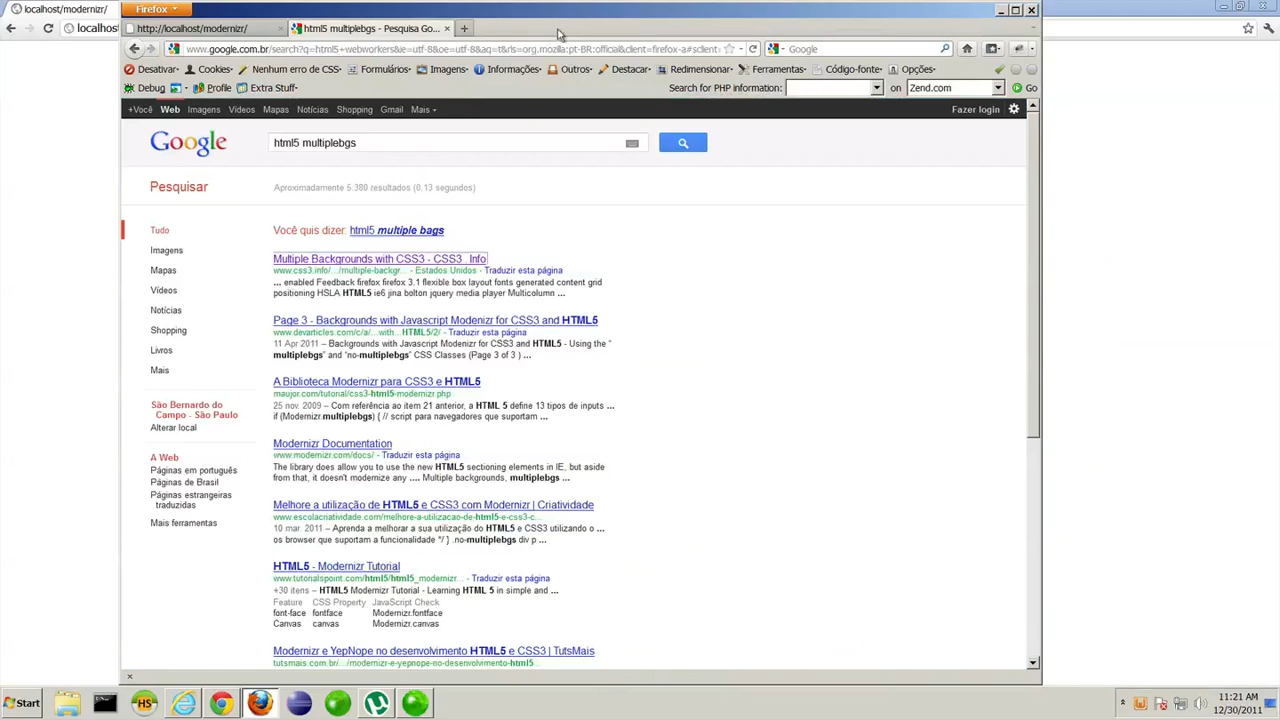 localhost/modernizr/
localhos
Firefox
http://localhost/modernizr/
html5 multiplebgs - Pesquisa Go...
www.google.com.br/search?q=html5+webworkers&ie=utf-8&oe=utf-8&aq=t&rls=org.mozilla:pt-BR:official&client=firefox-a#sclient
Google
Desativar Cookies Nenhum erro de CSS Formulários Imagens Informações Outros Destacar Redimensionar Ferramentas Código-fonte Opções
Debug Profile Extra Stuff
Search for PHP information: on Zend.com Go
+Você Web Imagens Vídeos Mapas Notícias Shopping Gmail Mais
Fazer login
Google
html5 multiplebgs
Pesquisar
Aproximadamente 5.380 resultados (0,13 segundos)
Tudo
Imagens
Mapas
Vídeos
Notícias
Shopping
Livros
Mais
São Bernardo do
Campo - São Paulo
Alterar local
A Web
Páginas em português
Páginas de Brasil
Páginas estrangeiras
traduzidas
Mais ferramentas
Você quis dizer: html5 multiple bags
Multiple Backgrounds with CSS3 - CSS3 . Info
www.css3.info/.../multiple-backgr... - Estados Unidos - Traduzir esta página
... enabled Feedback firefox firefox 3.1 flexible box layout fonts generated content grid
positioning HSLA HTML5 ie6 jina bolton jquery media player Multicolumn ...
Page 3 - Backgrounds with Javascript Modenizr for CSS3 and HTML5
www.devarticles.com/c/a/...with...HTML5/2/ - Traduzir esta página
11 Apr 2011 – Backgrounds with Javascript Modenizr for CSS3 and HTML5 - Using the “
multiplebgs” and “no-multiplebgs” CSS Classes (Page 3 of 3 ) ...
A Biblioteca Modernizr para CSS3 e HTML5
maujor.com/tutorial/css3-html5-modernizr.php
25 nov. 2009 – Com referência ao item 21 anterior, a HTML 5 define 13 tipos de inputs ...
if (Modernizr.multiplebgs) { // script para navegadores que suportam ...
Modernizr Documentation
www.modernizr.com/docs/ - Traduzir esta página
The library does allow you to use the new HTML5 sectioning elements in IE, but aside
from that, it doesn't modernize any .... Multiple backgrounds, multiplebgs ...
Melhore a utilização de HTML5 e CSS3 com Modernizr | Criatividade
www.escolacriatividade.com/melhore-a-utilizacao-de-html5-e-css3-c...
10 mar. 2011 – Aprenda a melhorar a sua utilização do HTML5 e CSS3 utilizando o ...
os browser que suportam a funcionalidade */ } .no-multiplebgs div p ...
HTML5 - Modernizr Tutorial
www.tutorialspoint.com/html5/html5_modernizr... - Traduzir esta página
+30 itens – HTML5 Modernizr Tutorial - Learning HTML 5 in simple and ...
Feature CSS Property JavaScript Check
font-face fontface Modernizr.fontface
Canvas canvas Modernizr.canvas
Modernizr e YepNope no desenvolvimento HTML5 e CSS3 | TutsMais
tutsmais.com.br/.../modernizr-e-yepnope-no-desenvolvimento-html5...
Start
HS
11:21 AM
12/30/2011